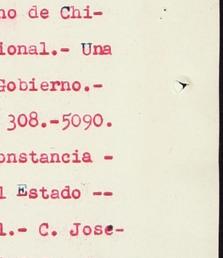 no de Chi-
ional.- Una
Gobierno.-
308.-5090.
onstancia -
l Estado --
l.- C. Jose-